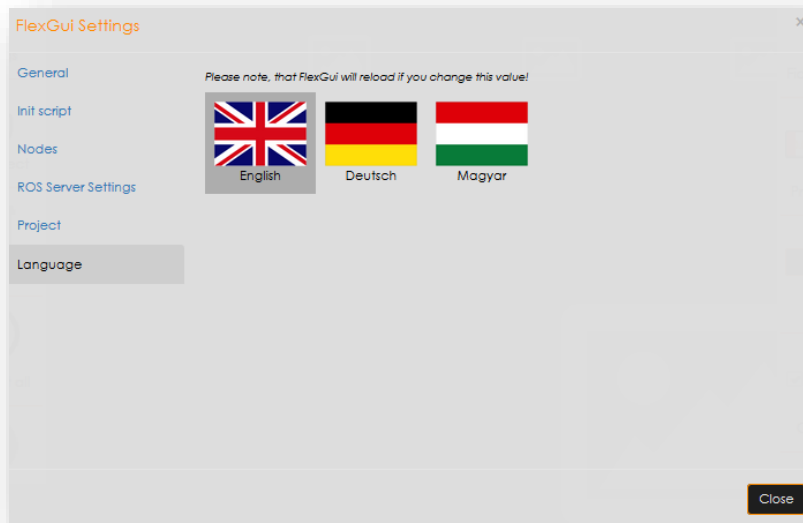 FlexGui Settings
×
General
Init script
Nodes
ROS Server Settings
Project
Language
Please note, that FlexGui will reload if you change this value!
English
Deutsch
Magyar
Close